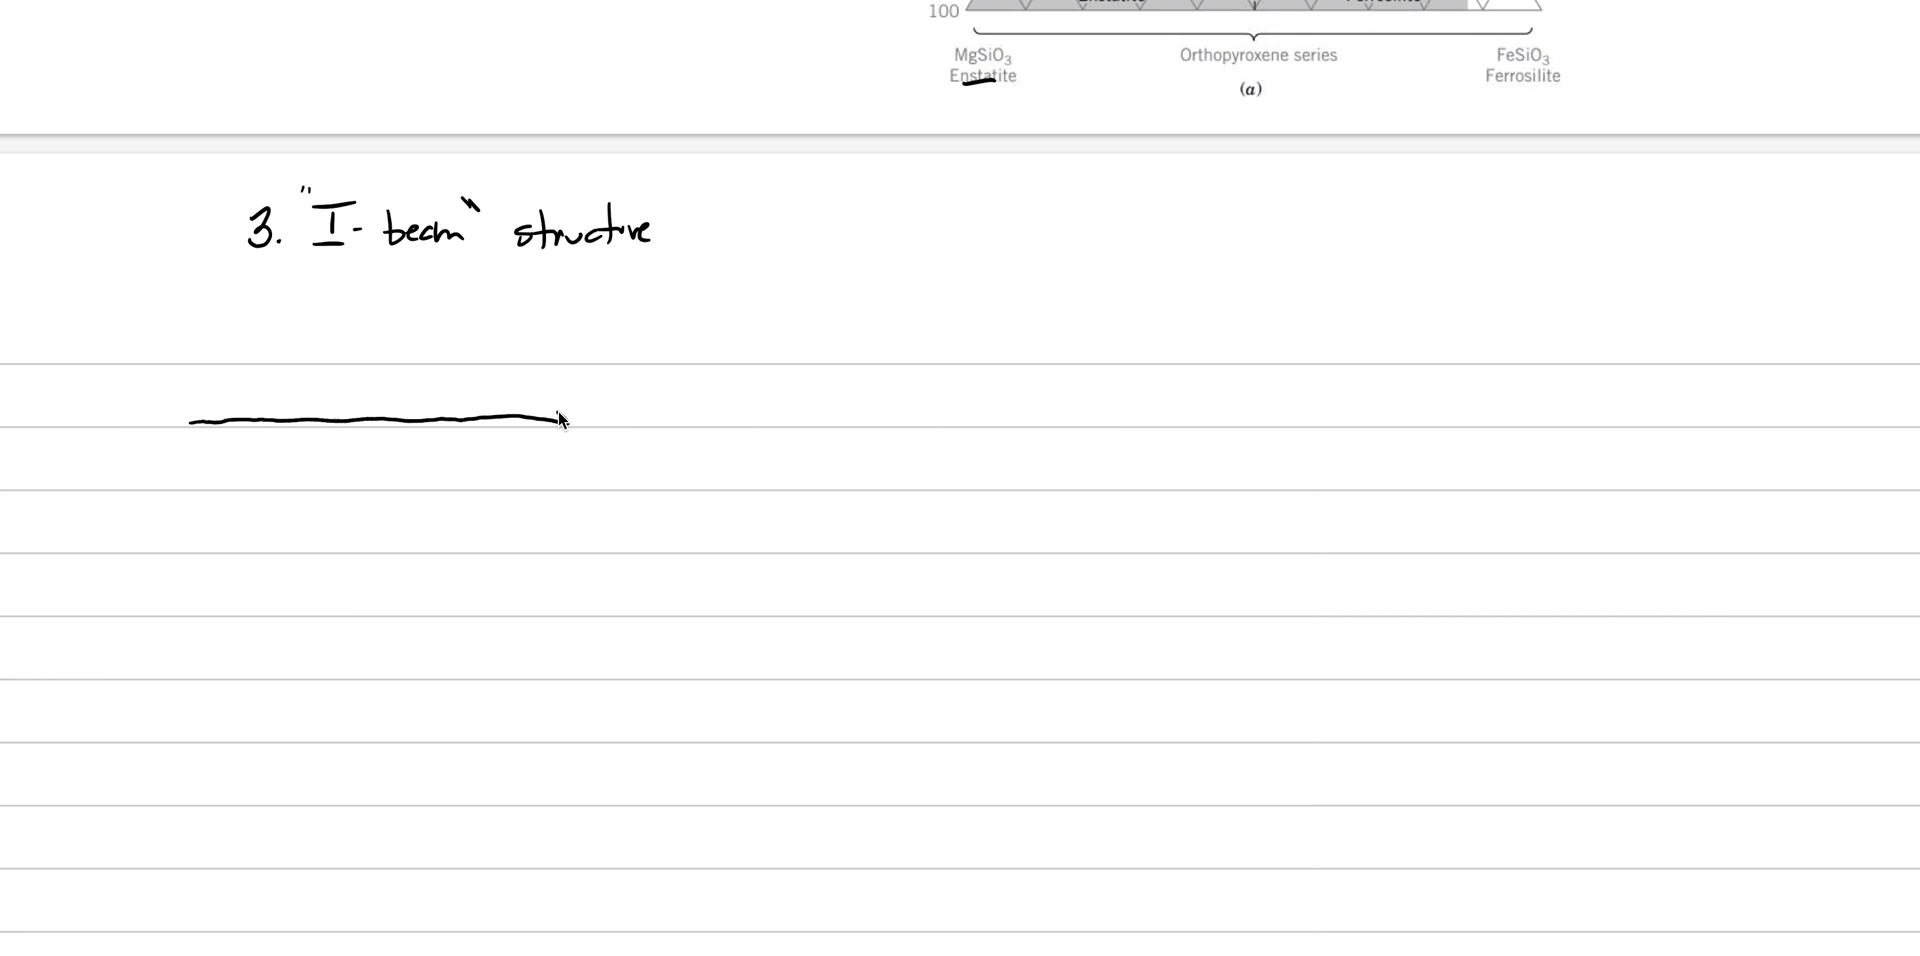 100
MgSiO₃ Orthopyroxene series FeSiO₃
Enstatite Ferrosilite
(a)
3. "I-beam" structure